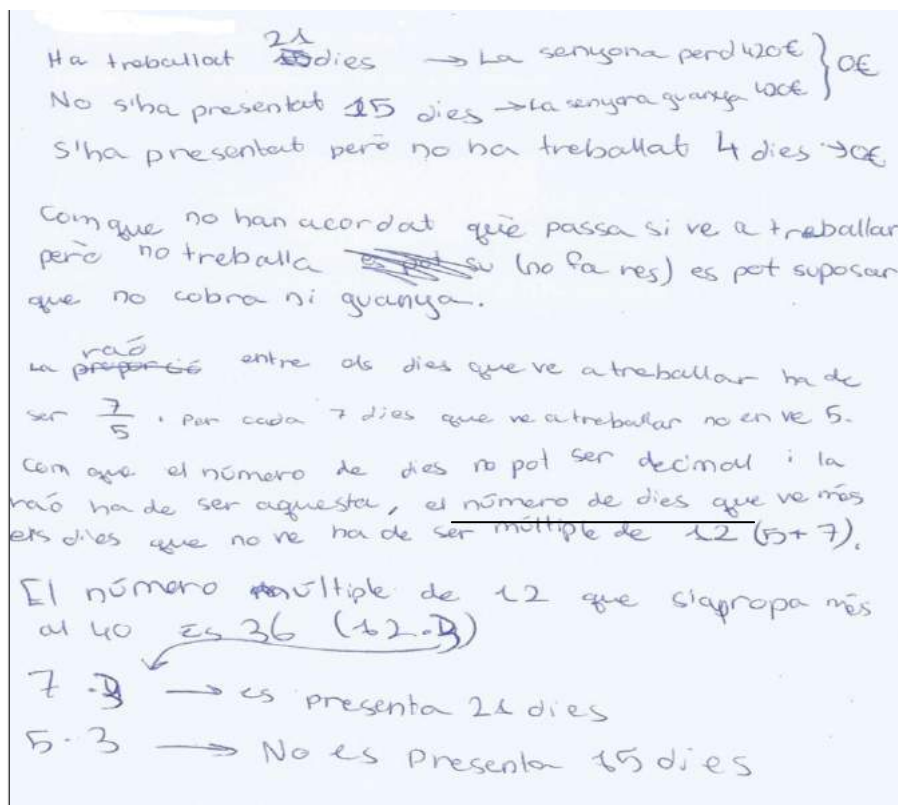 Ha treballat 21 dies → La senyora perd 420€ } 0€
No s'ha presentat 15 dies → La senyora guanya 400€
S'ha presentat però no ha treballat 4 dies → 0€
Com que no han acordat què passa si ve a treballar
però no treballa (no fa res) es pot suposar
que no cobra ni guanya.
La raó entre els dies que ve a treballar ha de
ser 7/5. Per cada 7 dies que ve a treballar no en ve 5.
Com que el número de dies no pot ser decimal i la
raó ha de ser aquesta, el número de dies que ve més
els dies que no ve ha de ser múltiple de 12 (5+7).
El número múltiple de 12 que s'apropa més
al 40 és 36 (12·3)
7·3 → es presenta 21 dies
5·3 → No es presenta 15 dies